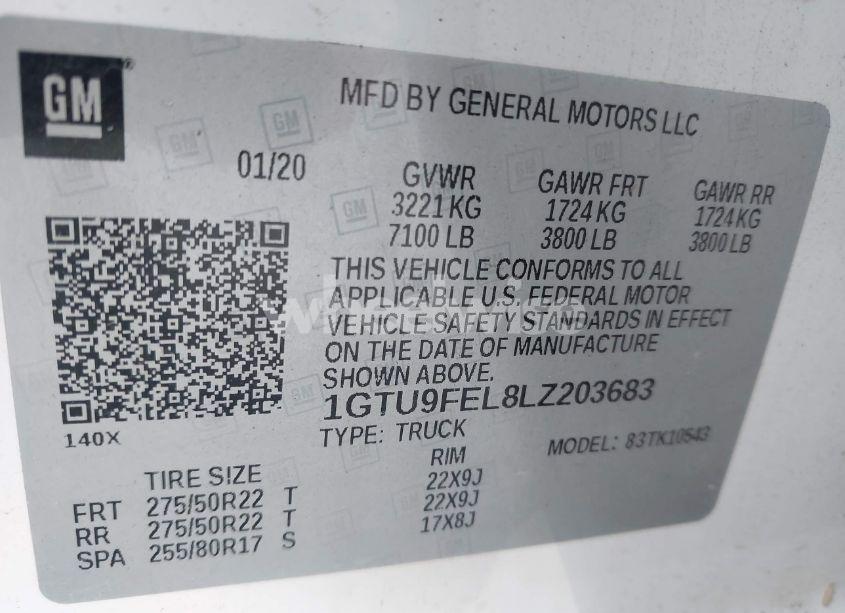 GM
MFD BY GENERAL MOTORS LLC
01/20
GVWR GAWR FRT GAWR RR
3221 KG 1724 KG 1724 KG
7100 LB 3800 LB 3800 LB
THIS VEHICLE CONFORMS TO ALL
APPLICABLE U.S. FEDERAL MOTOR
VEHICLE SAFETY STANDARDS IN EFFECT
ON THE DATE OF MANUFACTURE
SHOWN ABOVE.
1GTU9FEL8LZ203683
140X
TYPE: TRUCK MODEL: 83TK10543
TIRE SIZE RIM
FRT 275/50R22 T 22X9J
RR 275/50R22 T 22X9J
SPA 255/80R17 S 17X8J